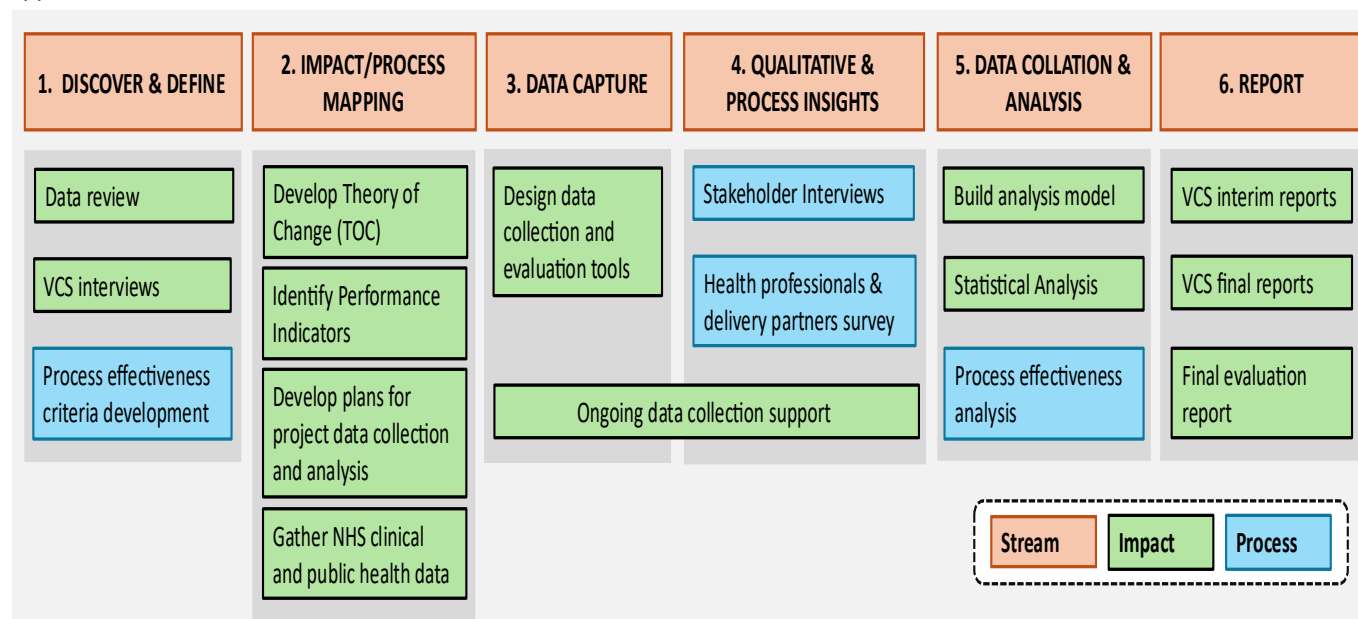 1. DISCOVER & DEFINE
2. IMPACT/PROCESS
MAPPING
3. DATA CAPTURE
4. QUALITATIVE &
PROCESS INSIGHTS
5. DATA COLLATION &
ANALYSIS
6. REPORT
Data review
VCS interviews
Process effectiveness
criteria development
Develop Theory of
Change (TOC)
Identify Performance
Indicators
Develop plans for
project data collection
and analysis
Gather NHS clinical
and public health data
Design data
collection and
evaluation tools
Stakeholder Interviews
Health professionals &
delivery partners survey
Ongoing data collection support
Build analysis model
Statistical Analysis
Process effectiveness
analysis
VCS interim reports
VCS final reports
Final evaluation
report
Stream
Impact
Process